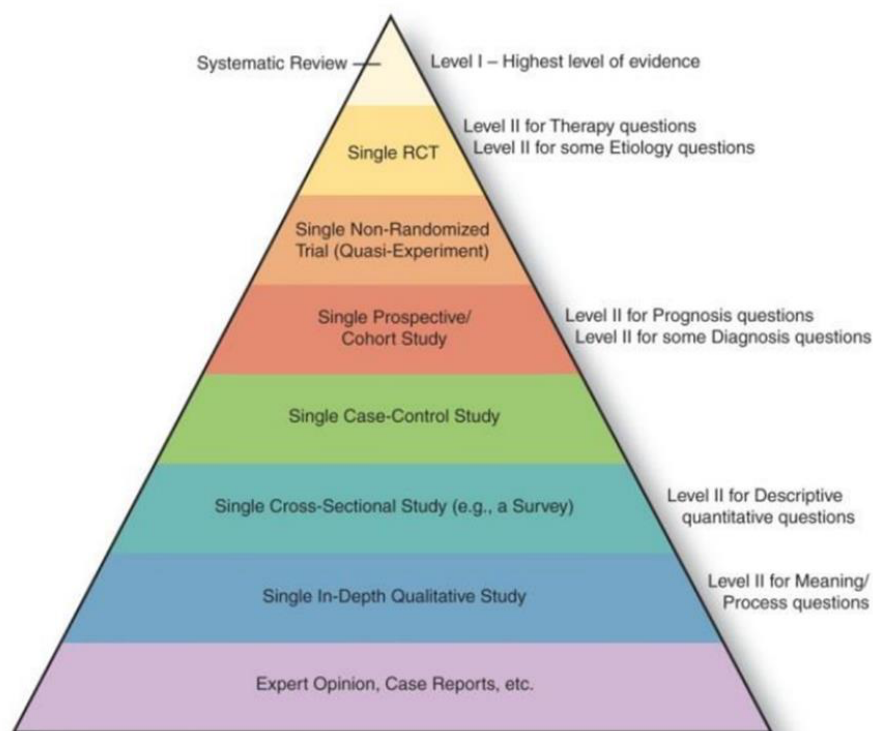 Systematic Review
Level I – Highest level of evidence
Level II for Therapy questions
Level II for some Etiology questions
Single RCT
Single Non-Randomized
Trial (Quasi-Experiment)
Single Prospective/
Cohort Study
Level II for Prognosis questions
Level II for some Diagnosis questions
Single Case-Control Study
Single Cross-Sectional Study (e.g., a Survey)
Level II for Descriptive
quantitative questions
Single In-Depth Qualitative Study
Level II for Meaning/
Process questions
Expert Opinion, Case Reports, etc.